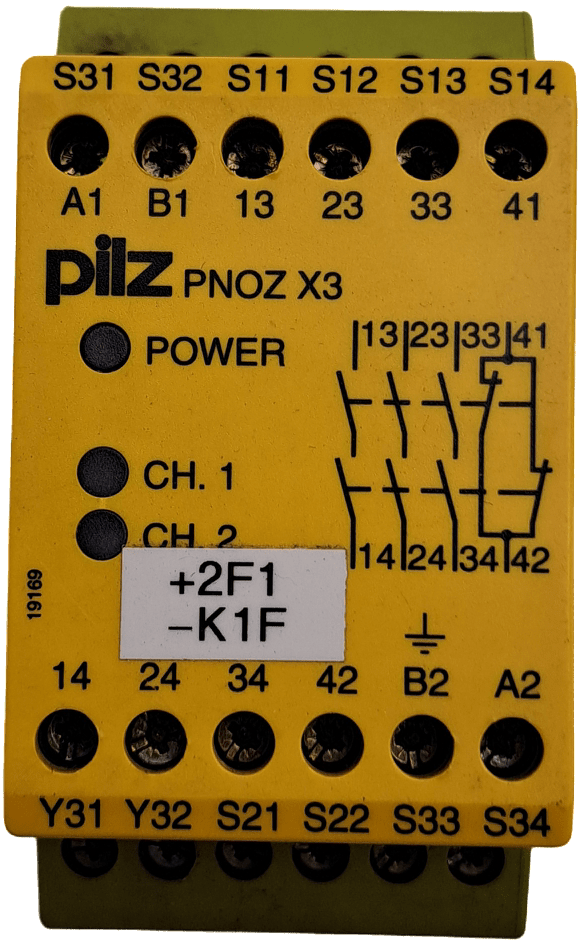 S31 S32 S11 S12 S13 S14
A1 B1 13 23 33 41
pilz PNOZ X3
POWER
13 23 33 41
CH. 1
CH. 2
14 24 34 42
19169
+2F1
–K1F
14 24 34 42 B2 A2
Y31 Y32 S21 S22 S33 S34